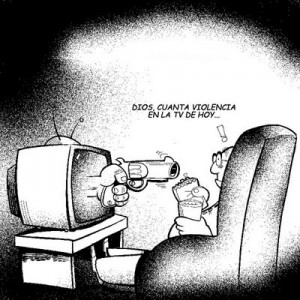 DIOS, CUANTA VIOLENCIA
EN LA TV DE HOY...
!